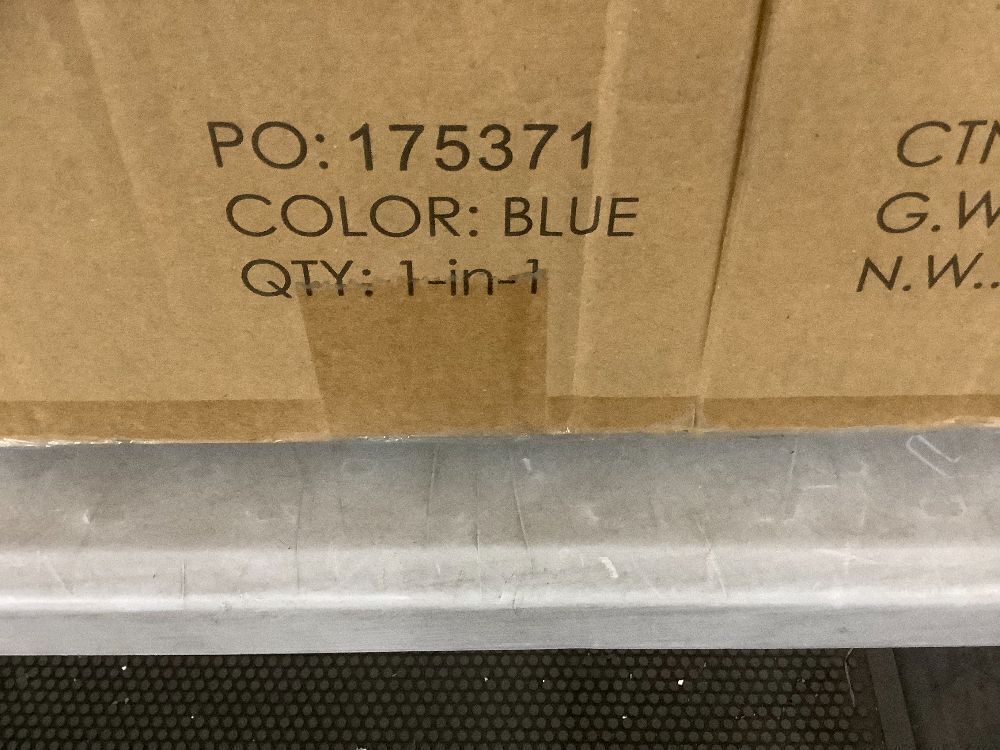 PO: 175371
COLOR: BLUE
QTY: 1-in-1
G.W
N.W..